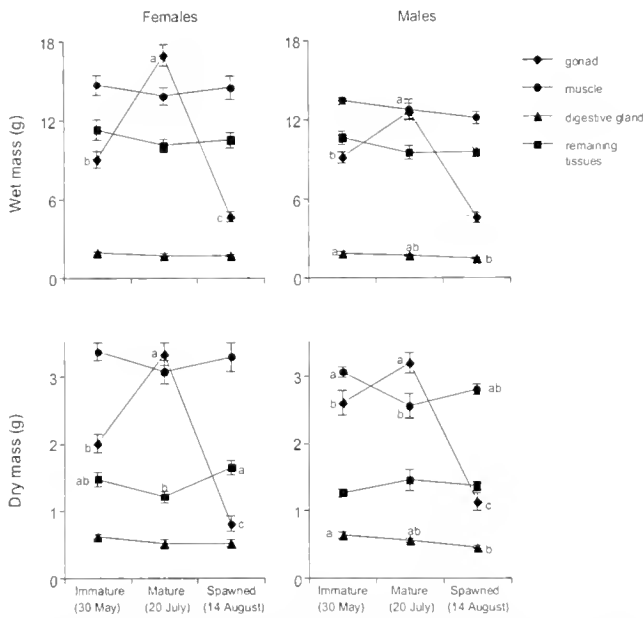 Females
Males
18
12
6
0
Wet mass (g)
a
b
c
18
12
6
0
a
b
a
ab
b
gonad
muscle
digestive gland
remaining
tissues
3
2
1
0
Dry mass (g)
a
b
ab
b
a
c
3
2
1
0
a
b
a
b
ab
c
a
ab
b
Immature
(30 May)
Mature
(20 July)
Spawned
(14 August)
Immature
(30 May)
Mature
(20 July)
Spawned
(14 August)